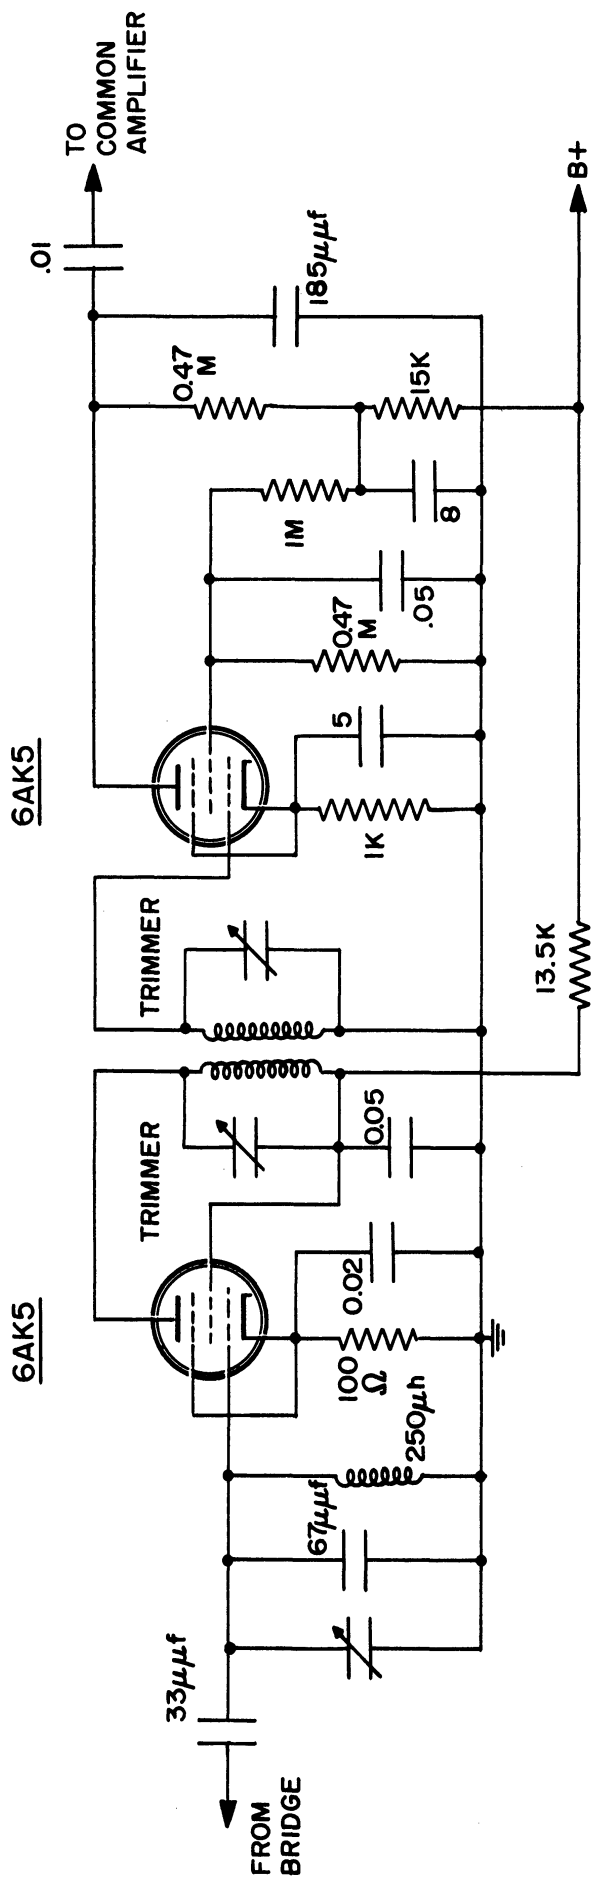 6AK5
6AK5
TO
COMMON
AMPLIFIER
.01
TRIMMER
TRIMMER
0.47
M
185μμf
1M
15K
33μμf
FROM
BRIDGE
67μμf
250μh
100
Ω
0.02
0.05
1K
5
0.47
M
.05
8
13.5K
B+